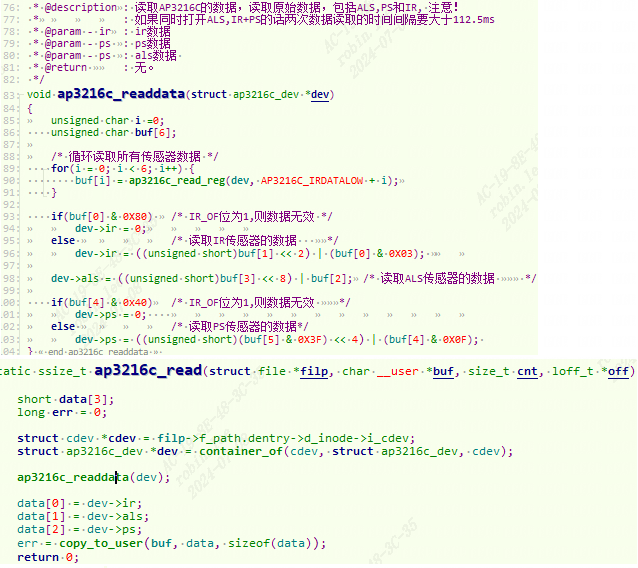 76: * @description : 读取AP3216C的数据，读取原始数据，包括ALS,PS和IR, 注意！
77: * : 如果同时打开ALS,IR+PS的话两次数据读取的时间间隔要大于112.5ms
78: * @param - ir : ir数据
79: * @param - ps : ps数据
80: * @param - ps : als数据
81: * @return : 无。
82: */
83: void ap3216c_readdata(struct ap3216c_dev *dev)
84: {
85: unsigned char i =0;
86: unsigned char buf[6];
87:
88: /* 循环读取所有传感器数据 */
89: for(i = 0; i < 6; i++) {
90: buf[i] = ap3216c_read_reg(dev, AP3216C_IRDATALOW + i);
91: }
92:
93: if(buf[0] & 0X80) /* IR_OF位为1,则数据无效 */
94: dev->ir = 0;
95: else /* 读取IR传感器的数据 */
96: dev->ir = ((unsigned short)buf[1] << 2) | (buf[0] & 0X03);
97:
98: dev->als = ((unsigned short)buf[3] << 8) | buf[2]; /* 读取ALS传感器的数据 */
99:
00: if(buf[4] & 0x40) /* IR_OF位为1,则数据无效 */
01: dev->ps = 0;
02: else /* 读取PS传感器的数据*/
03: dev->ps = ((unsigned short)(buf[5] & 0X3F) << 4) | (buf[4] & 0X0F);
04: } « end ap3216c_readdata »
tatic ssize_t ap3216c_read(struct file *filp, char __user *buf, size_t cnt, loff_t *off)
short data[3];
long err = 0;
struct cdev *cdev = filp->f_path.dentry->d_inode->i_cdev;
struct ap3216c_dev *dev = container_of(cdev, struct ap3216c_dev, cdev);
ap3216c_readdata(dev);
data[0] = dev->ir;
data[1] = dev->als;
data[2] = dev->ps;
err = copy_to_user(buf, data, sizeof(data));
return 0;